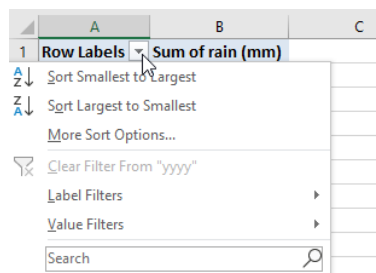 A B C
1 Row Labels Sum of rain (mm)
A Z Sort Smallest to Largest
Z A Sort Largest to Smallest
More Sort Options...
Clear Filter From "yyyy"
Label Filters
Value Filters
Search